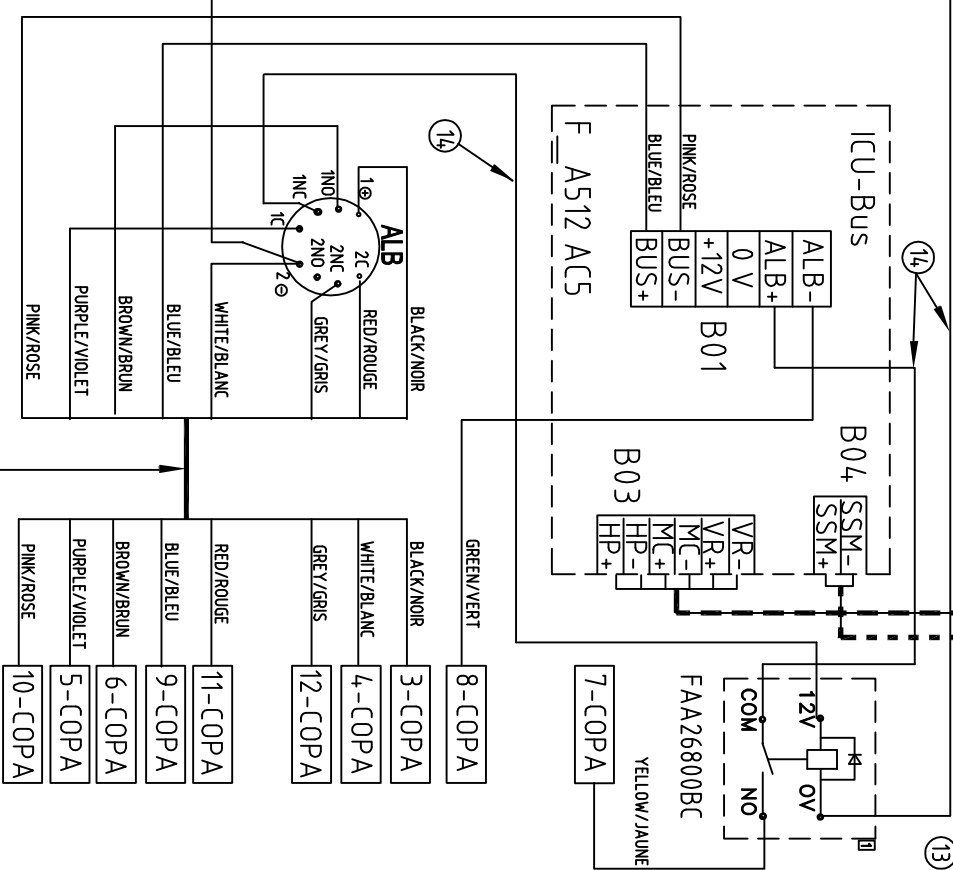 ICU-Bus
F_ A512 AC5
PINK/ROSE
BLUE/BLEU
ALB-
ALB+
0 V
+12V
BUS-
BUS+
B01
B04
SSM-
SSM+
B03
VR-
VR+
MC-
MC+
HP-
HP+
14
14
13
1
ALB
1⊕
1NO
1NC
1C
2C
2NC
2NO
2⊖
BLACK/NOIR
RED/ROUGE
GREY/GRIS
WHITE/BLANC
BLUE/BLEU
BROWN/BRUN
PURPLE/VIOLET
PINK/ROSE
GREEN/VERT
BLACK/NOIR
WHITE/BLANC
GREY/GRIS
RED/ROUGE
BLUE/BLEU
BROWN/BRUN
PURPLE/VIOLET
PINK/ROSE
8-COPA
3-COPA
4-COPA
12-COPA
11-COPA
9-COPA
6-COPA
5-COPA
10-COPA
7-COPA
YELLOW/JAUNE
FAA26800BC
12V
0V
COM
NO